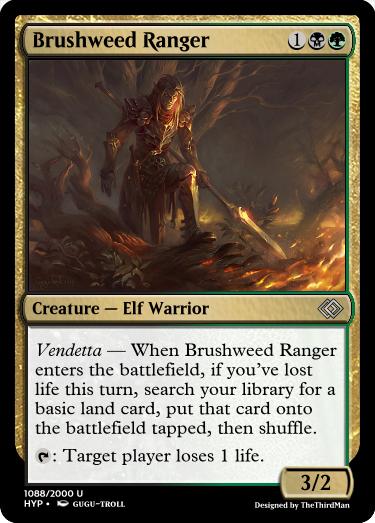 Brushweed Ranger 1
Creature — Elf Warrior
Vendetta — When Brushweed Ranger
enters the battlefield, if you've lost
life this turn, search your library for a
basic land card, put that card onto
the battlefield tapped, then shuffle.
: Target player loses 1 life.
3/2
1088/2000 U
HYP • GUGU-TROLL
Designed by TheThirdMan